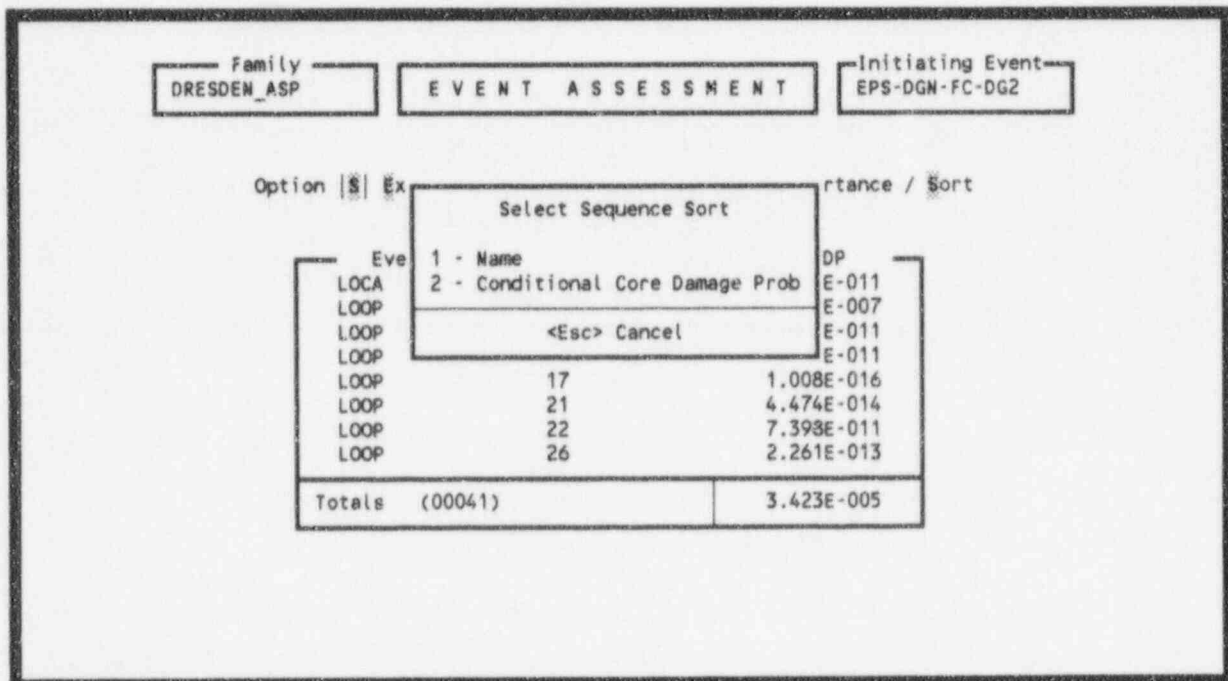 Family
DRESDEN_ASP
E V E N T   A S S E S S M E N T
Initiating Event
EPS-DGN-FC-DG2
Option |S| Ex rtance / Sort
Select Sequence Sort
1 - Name
2 - Conditional Core Damage Prob
<Esc> Cancel
Eve DP
LOCA E-011
LOOP E-007
LOOP E-011
LOOP E-011
LOOP 17 1.008E-016
LOOP 21 4.474E-014
LOOP 22 7.393E-011
LOOP 26 2.261E-013
Totals (00041) 3.423E-005